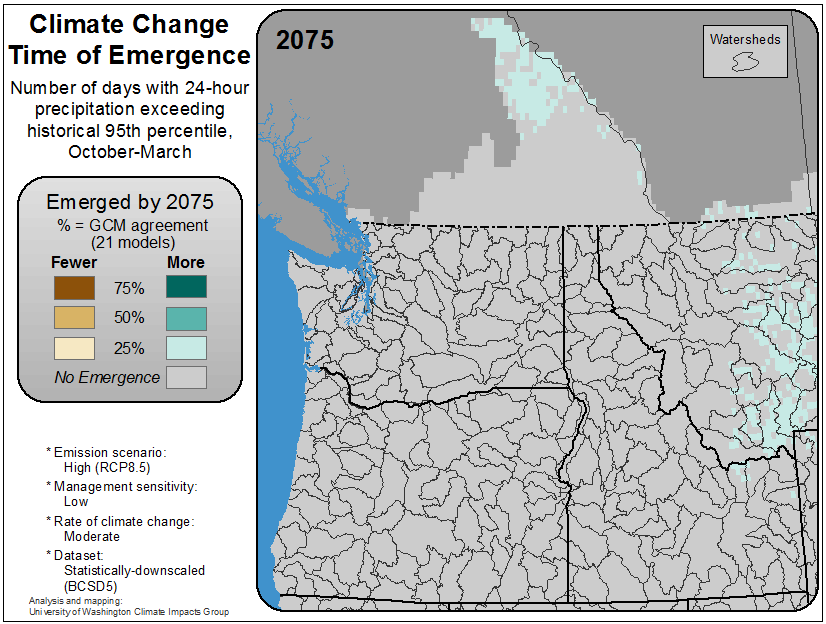 Climate Change
Time of Emergence
Number of days with 24-hour
precipitation exceeding
historical 95th percentile,
October-March
Emerged by 2075
% = GCM agreement
(21 models)
Fewer More
75%
50%
25%
No Emergence
* Emission scenario:
High (RCP8.5)
* Management sensitivity:
Low
* Rate of climate change:
Moderate
* Dataset:
Statistically-downscaled
(BCSD5)
Analysis and mapping:
University of Washington Climate Impacts Group
2075
Watersheds